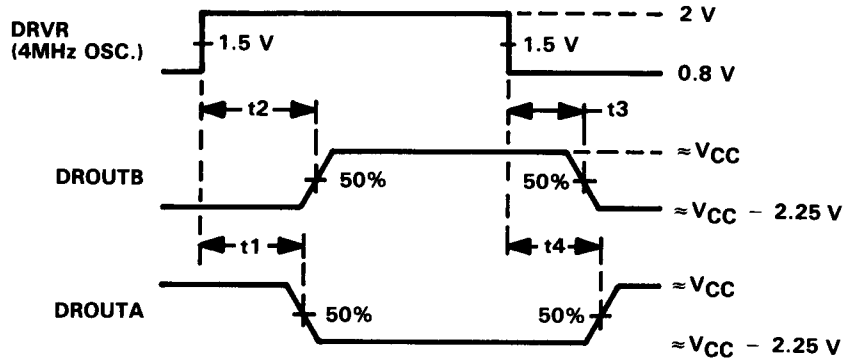 DRVR
(4MHz OSC.)
1.5 V
1.5 V
2 V
0.8 V
t2
t3
DROUTB
50%
50%
≈VCC
≈VCC − 2.25 V
t1
t4
DROUTA
50%
50%
≈VCC
≈VCC − 2.25 V